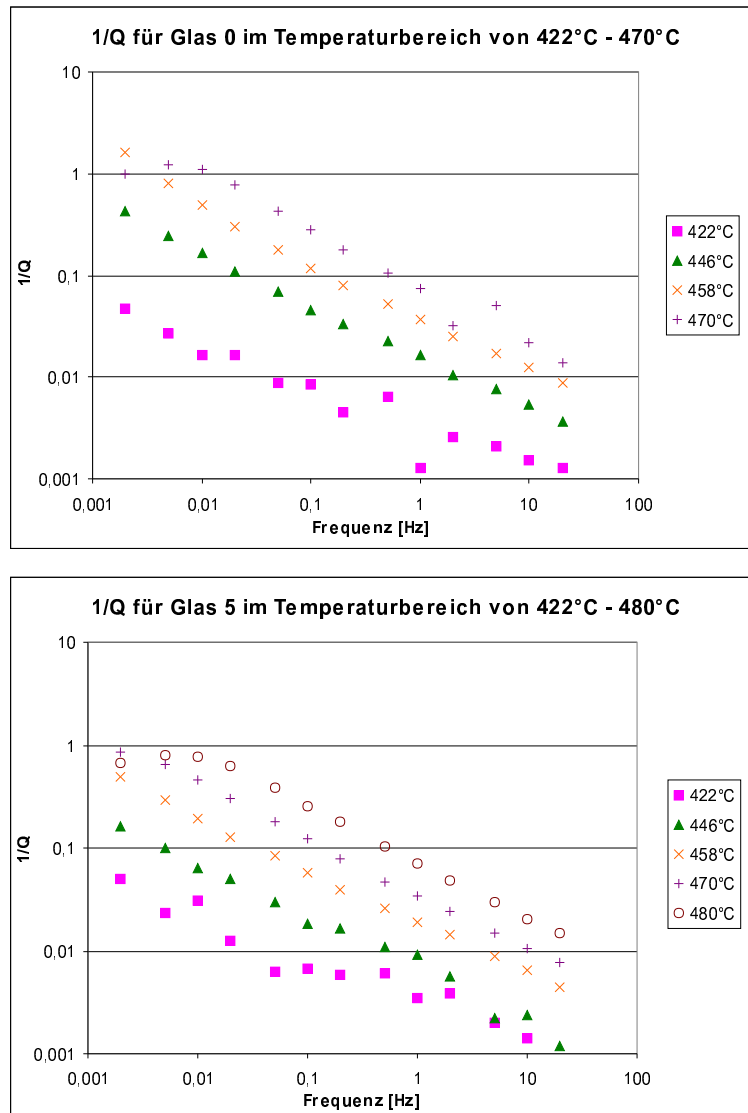 1/Q für Glas 0 im Temperaturbereich von 422°C - 470°C
10
1
0,1
0,01
0,001
1/Q
0,001 0,01 0,1 1 10 100
Frequenz [Hz]
422°C
446°C
458°C
470°C
1/Q für Glas 5 im Temperaturbereich von 422°C - 480°C
10
1
0,1
0,01
0,001
1/Q
0,001 0,01 0,1 1 10 100
Frequenz [Hz]
422°C
446°C
458°C
470°C
480°C